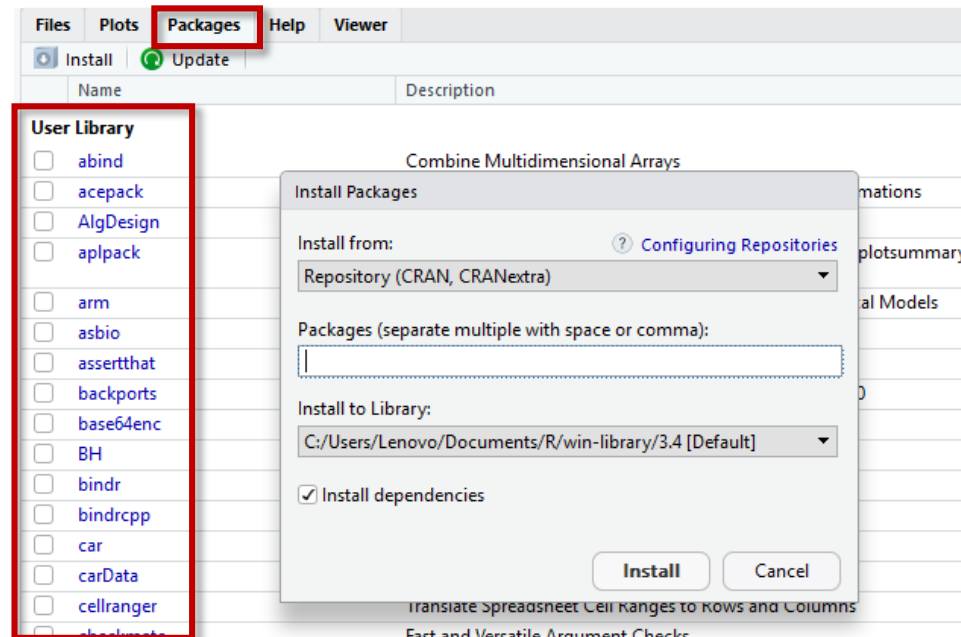 Files Plots Packages Help Viewer
Install Update
Name Description
User Library
abind Combine Multidimensional Arrays
acepack mations
AlgDesign
aplpack plotsummary
arm al Models
asbio
assertthat
backports
base64enc
BH
bindr
bindrcpp
car
carData
cellranger Translate Spreadsheet Cell Ranges to Rows and Columns
checkmate Fast and Versatile Argument Checks
Install Packages
Install from: ? Configuring Repositories
Repository (CRAN, CRANextra)
Packages (separate multiple with space or comma):
Install to Library:
C:/Users/Lenovo/Documents/R/win-library/3.4 [Default]
Install dependencies
Install Cancel